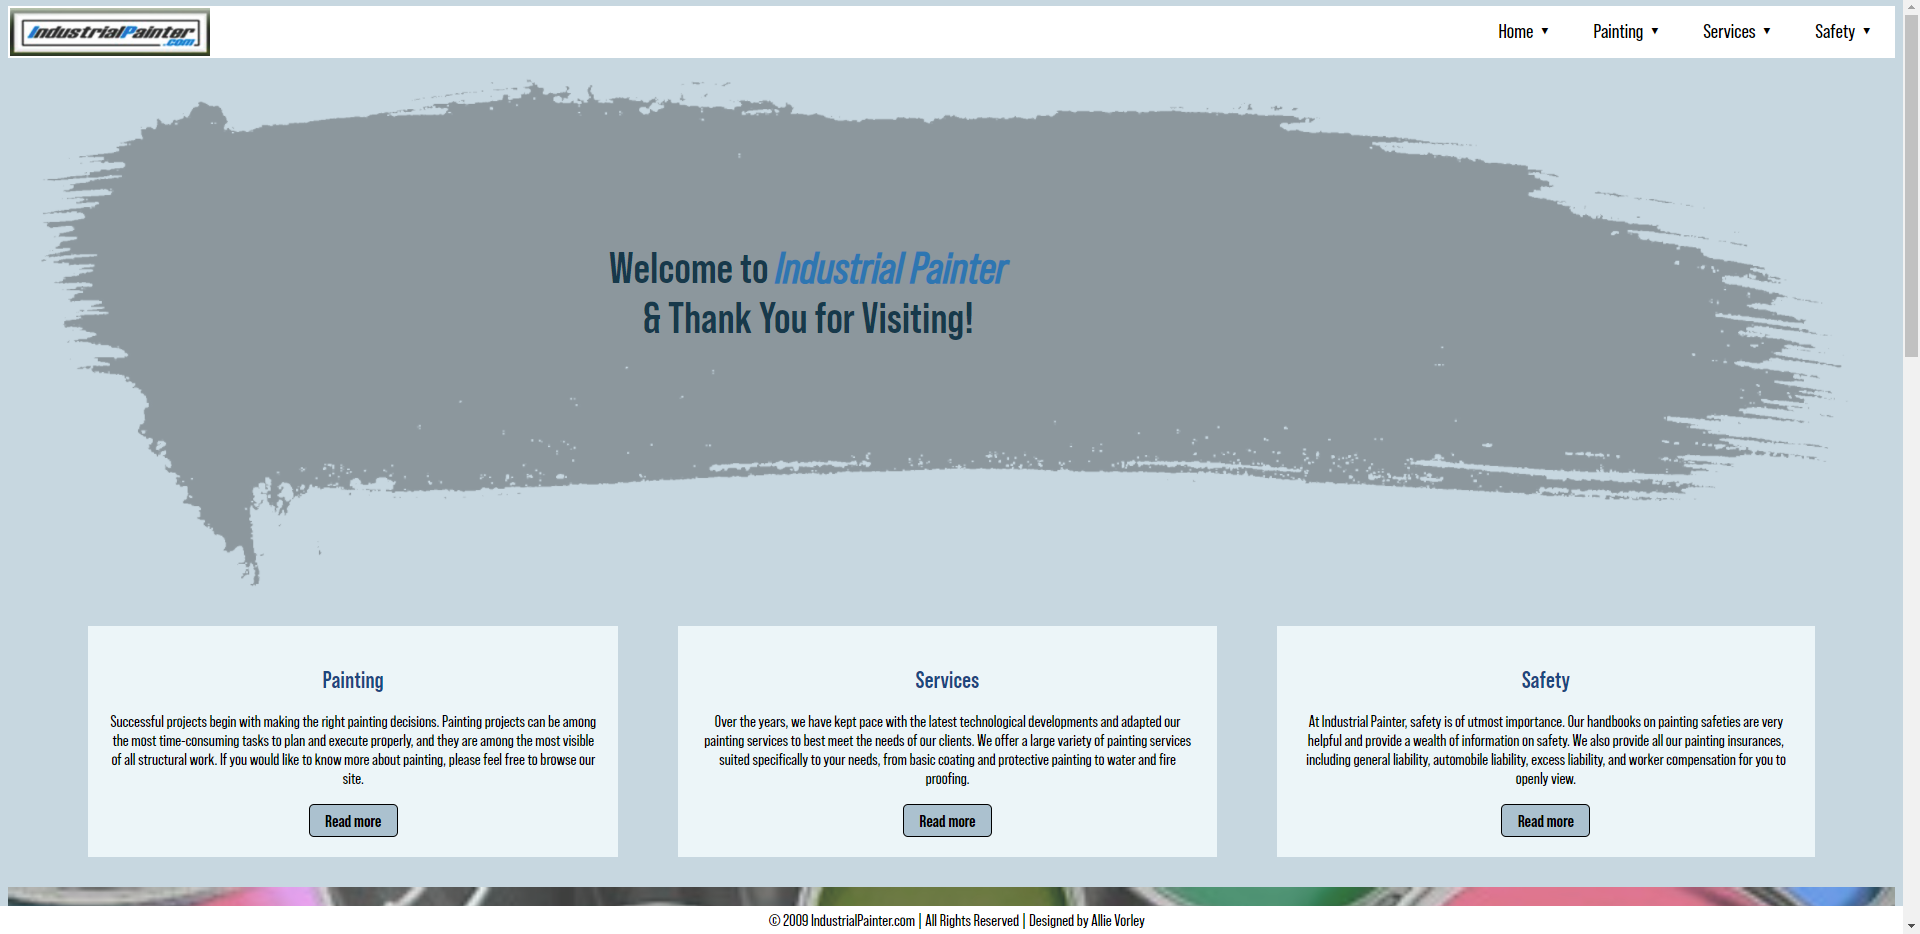 IndustrialPainter
.com
Home ▼ Painting ▼ Services ▼ Safety ▼
Welcome to Industrial Painter
& Thank You for Visiting!
Painting
Successful projects begin with making the right painting decisions. Painting projects can be among
the most time-consuming tasks to plan and execute properly, and they are among the most visible
of all structural work. If you would like to know more about painting, please feel free to browse our
site.
Read more
Services
Over the years, we have kept pace with the latest technological developments and adapted our
painting services to best meet the needs of our clients. We offer a large variety of painting services
suited specifically to your needs, from basic coating and protective painting to water and fire
proofing.
Read more
Safety
At Industrial Painter, safety is of utmost importance. Our handbooks on painting safeties are very
helpful and provide a wealth of information on safety. We also provide all our painting insurances,
including general liability, automobile liability, excess liability, and worker compensation for you to
openly view.
Read more
© 2009 IndustrialPainter.com | All Rights Reserved | Designed by Allie Vorley